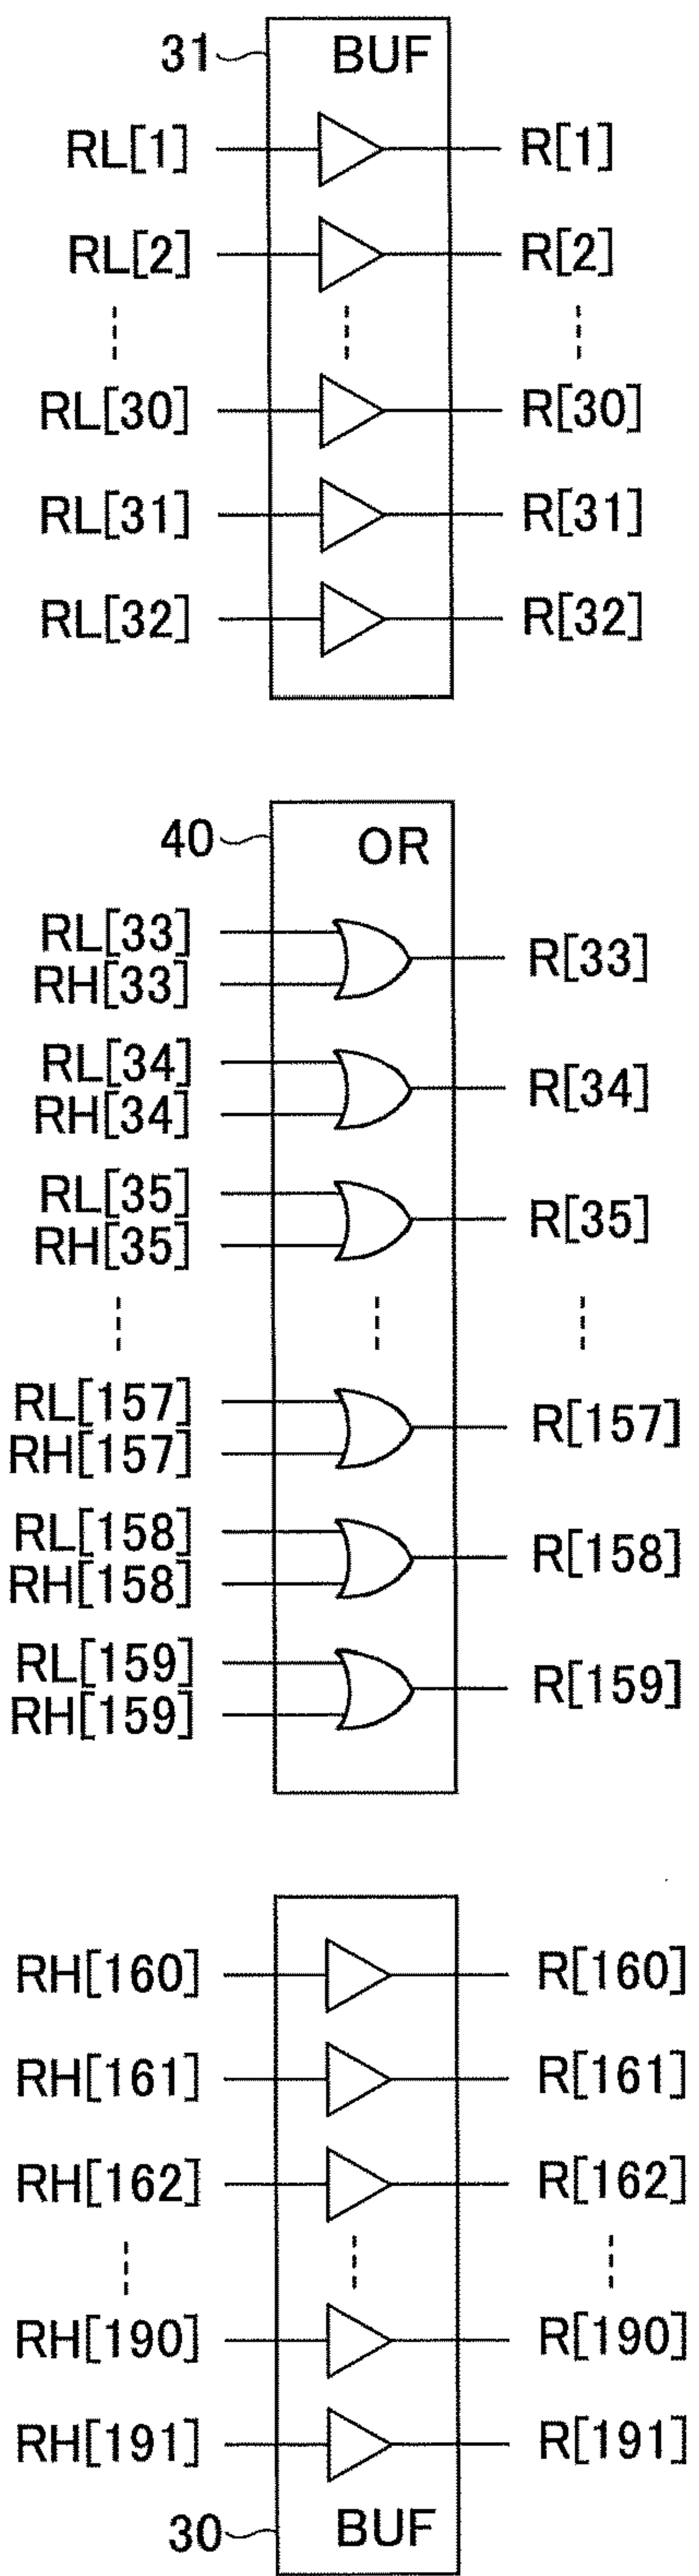 31 BUF
RL[1] R[1]
RL[2] R[2]
RL[30] R[30]
RL[31] R[31]
RL[32] R[32]
40 OR
RL[33]
RH[33] R[33]
RL[34]
RH[34] R[34]
RL[35]
RH[35] R[35]
RL[157]
RH[157] R[157]
RL[158]
RH[158] R[158]
RL[159]
RH[159] R[159]
RH[160] R[160]
RH[161] R[161]
RH[162] R[162]
RH[190] R[190]
RH[191] R[191]
30 BUF